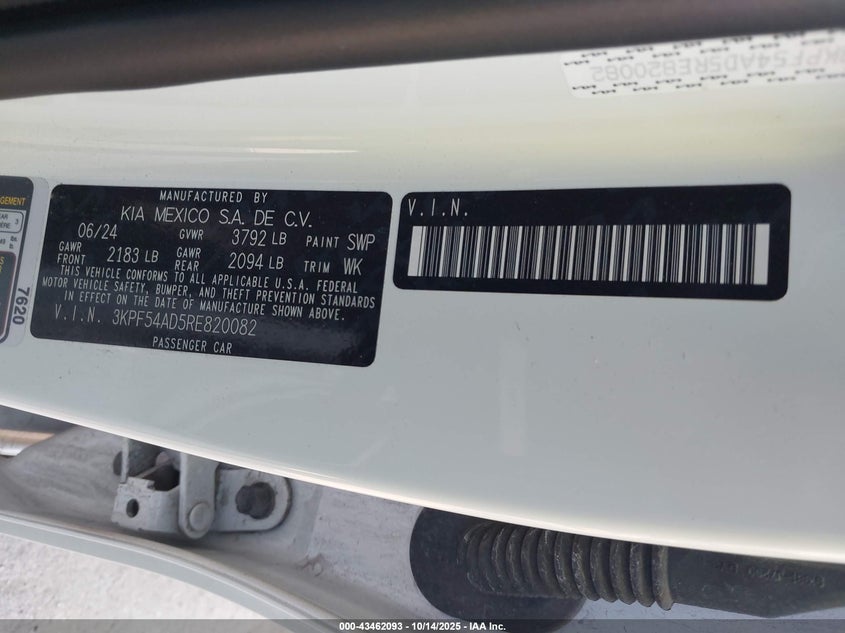 KPF54AD5RE820082
AGEMENT
7620
MANUFACTURED BY
KIA MEXICO S.A. DE C.V.
06/24 GVWR 3792 LB PAINT SWP
GAWR FRONT 2183 LB GAWR REAR 2094 LB TRIM WK
THIS VEHICLE CONFORMS TO ALL APPLICABLE U.S.A. FEDERAL
MOTOR VEHICLE SAFETY, BUMPER, AND THEFT PREVENTION STANDARDS
IN EFFECT ON THE DATE OF MANUFACTURE SHOWN ABOVE.
V.I.N. 3KPF54AD5RE820082
PASSENGER CAR
V.I.N.
000-43462093 - 10/14/2025 - IAA Inc.